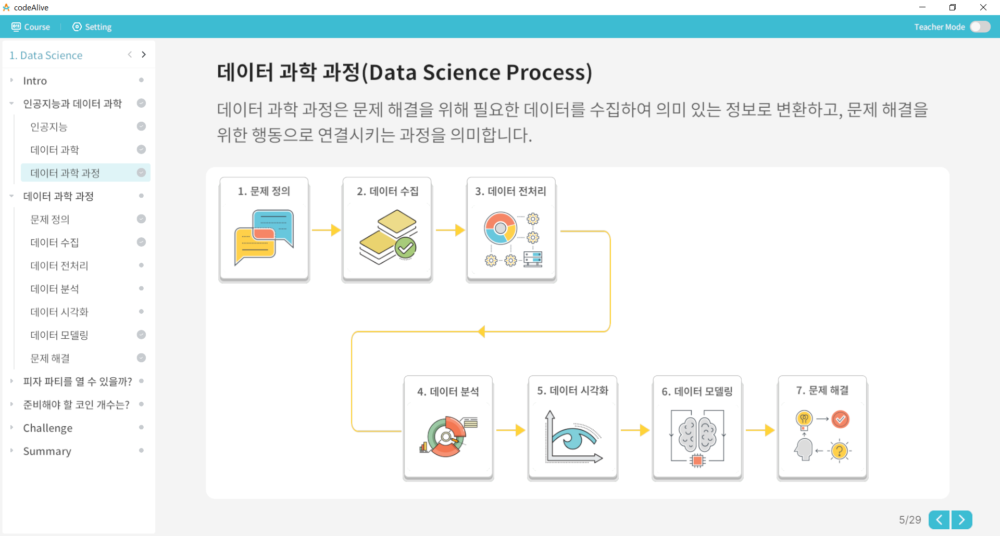 codeAlive
Course
Setting
Teacher Mode
1. Data Science
Intro
인공지능과 데이터 과학
인공지능
데이터 과학
데이터 과학 과정
데이터 과학 과정
문제 정의
데이터 수집
데이터 전처리
데이터 분석
데이터 시각화
데이터 모델링
문제 해결
피자 파티를 열 수 있을까?
준비해야 할 코인 개수는?
Challenge
Summary
데이터 과학 과정(Data Science Process)
데이터 과학 과정은 문제 해결을 위해 필요한 데이터를 수집하여 의미 있는 정보로 변환하고, 문제 해결을
위한 행동으로 연결시키는 과정을 의미합니다.
1. 문제 정의
2. 데이터 수집
3. 데이터 전처리
4. 데이터 분석
5. 데이터 시각화
6. 데이터 모델링
7. 문제 해결
5/29